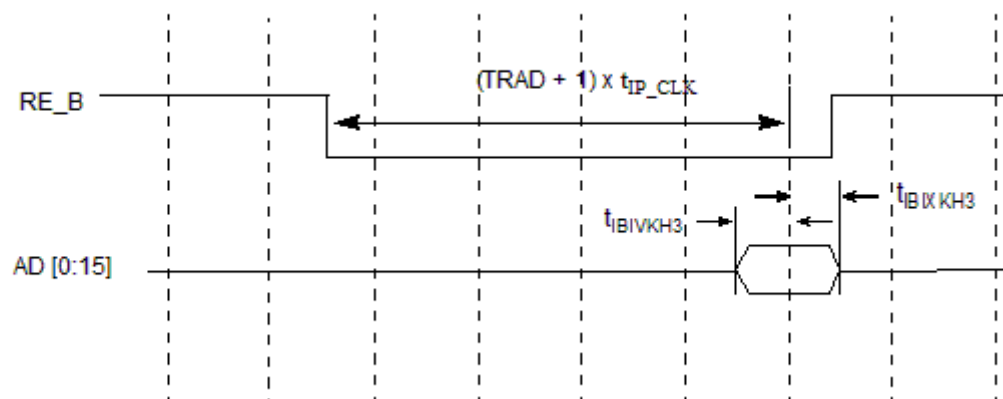 (TRAD + 1) x tIP_CLK
RE_B
tIBIXKH3
tIBIVKH3
AD [0:15]